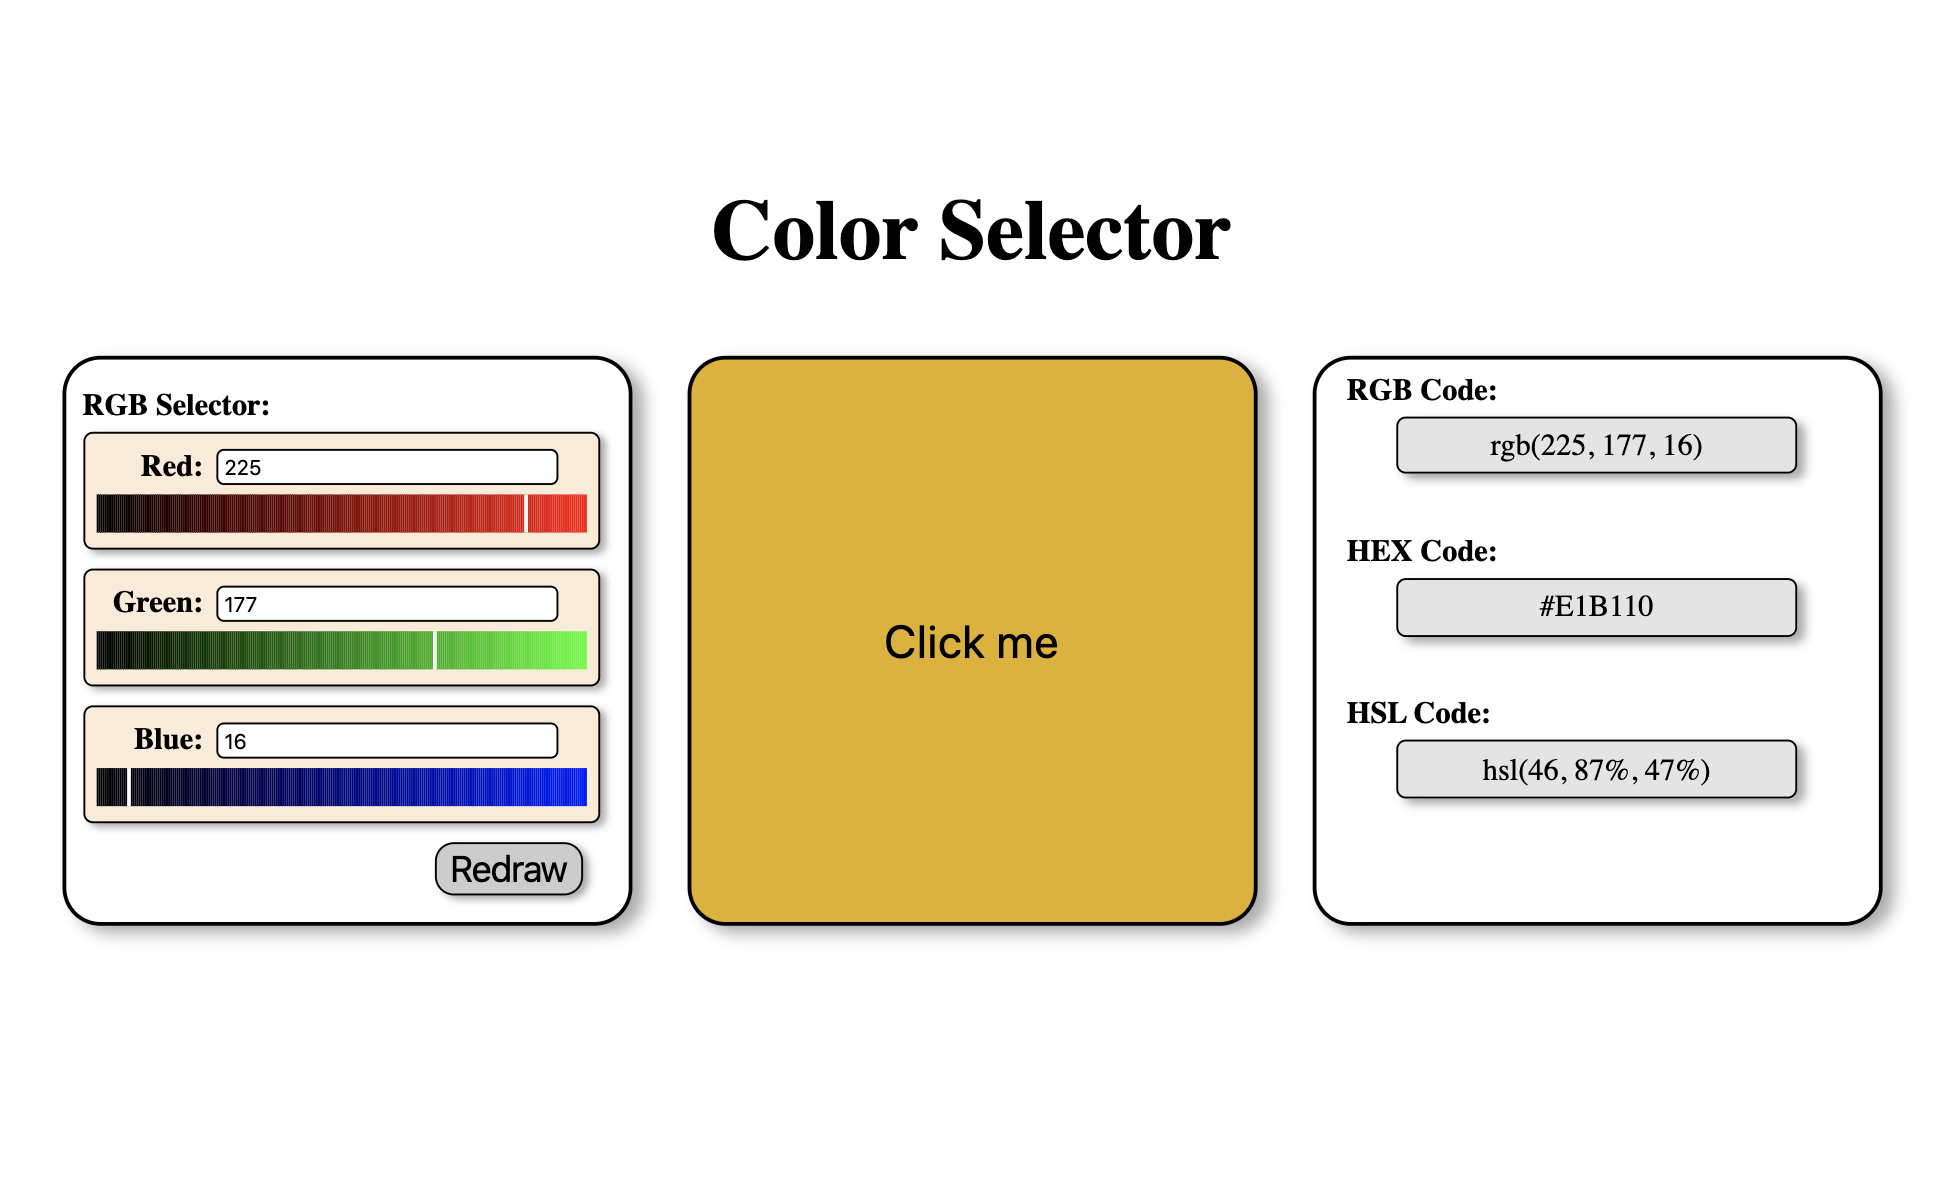 Color Selector
RGB Selector:
Red: 225
Green: 177
Blue: 16
Redraw
Click me
RGB Code:
rgb(225, 177, 16)
HEX Code:
#E1B110
HSL Code:
hsl(46, 87%, 47%)